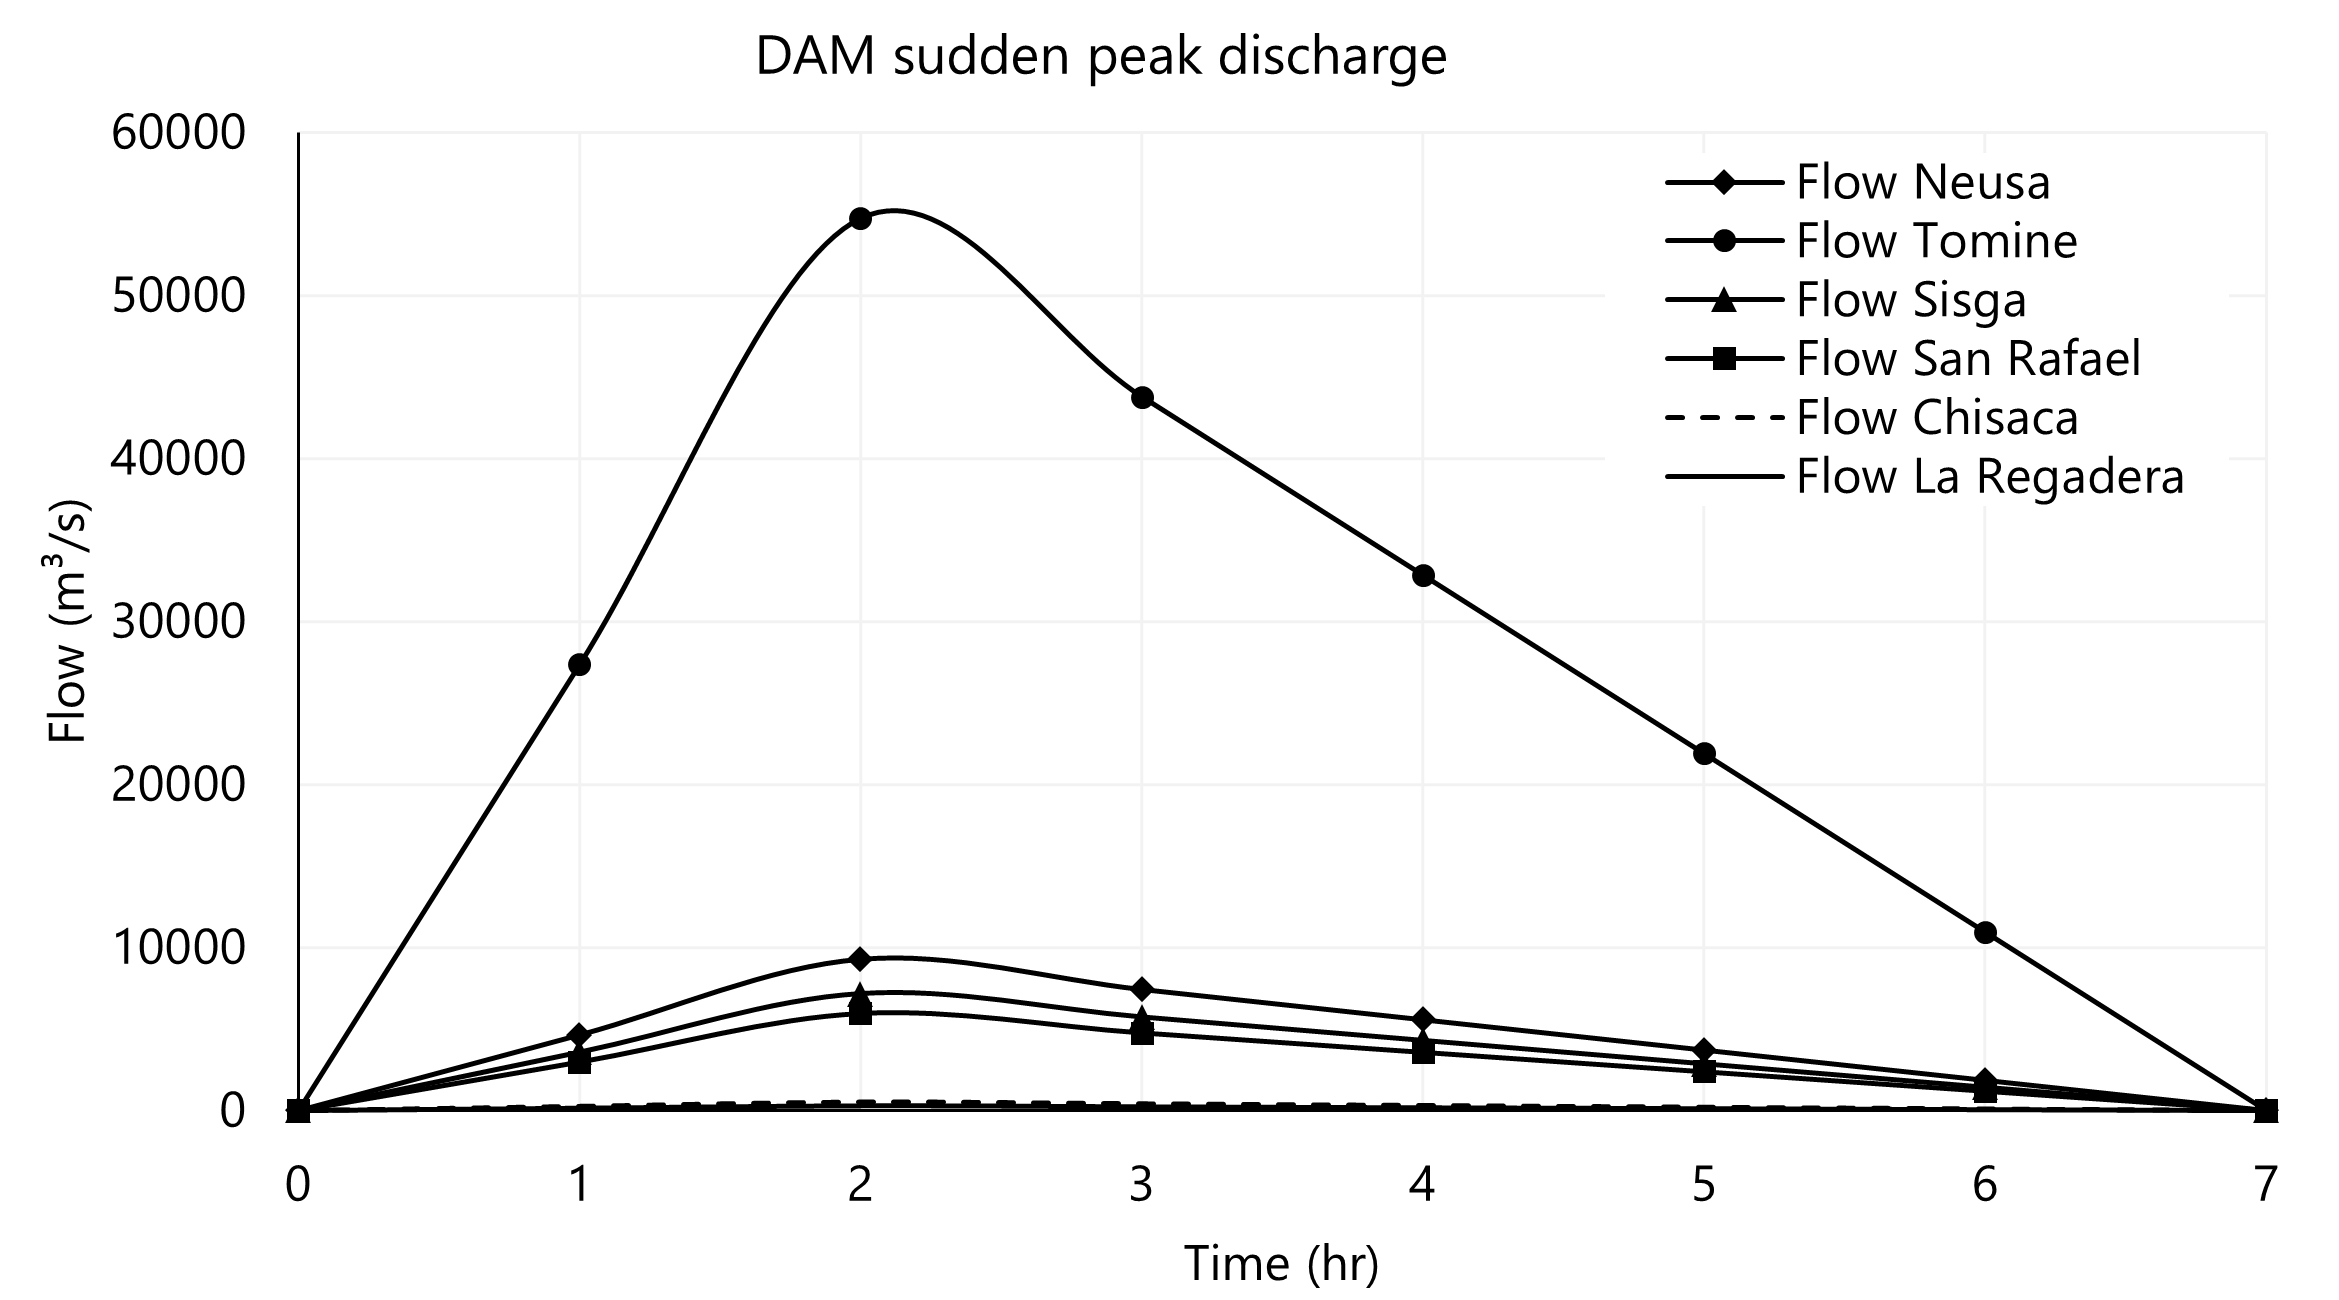 DAM sudden peak discharge
60000
50000
40000
30000
20000
10000
0
Flow (m³/s)
Flow Neusa
Flow Tomine
Flow Sisga
Flow San Rafael
Flow Chisaca
Flow La Regadera
0 1 2 3 4 5 6 7
Time (hr)